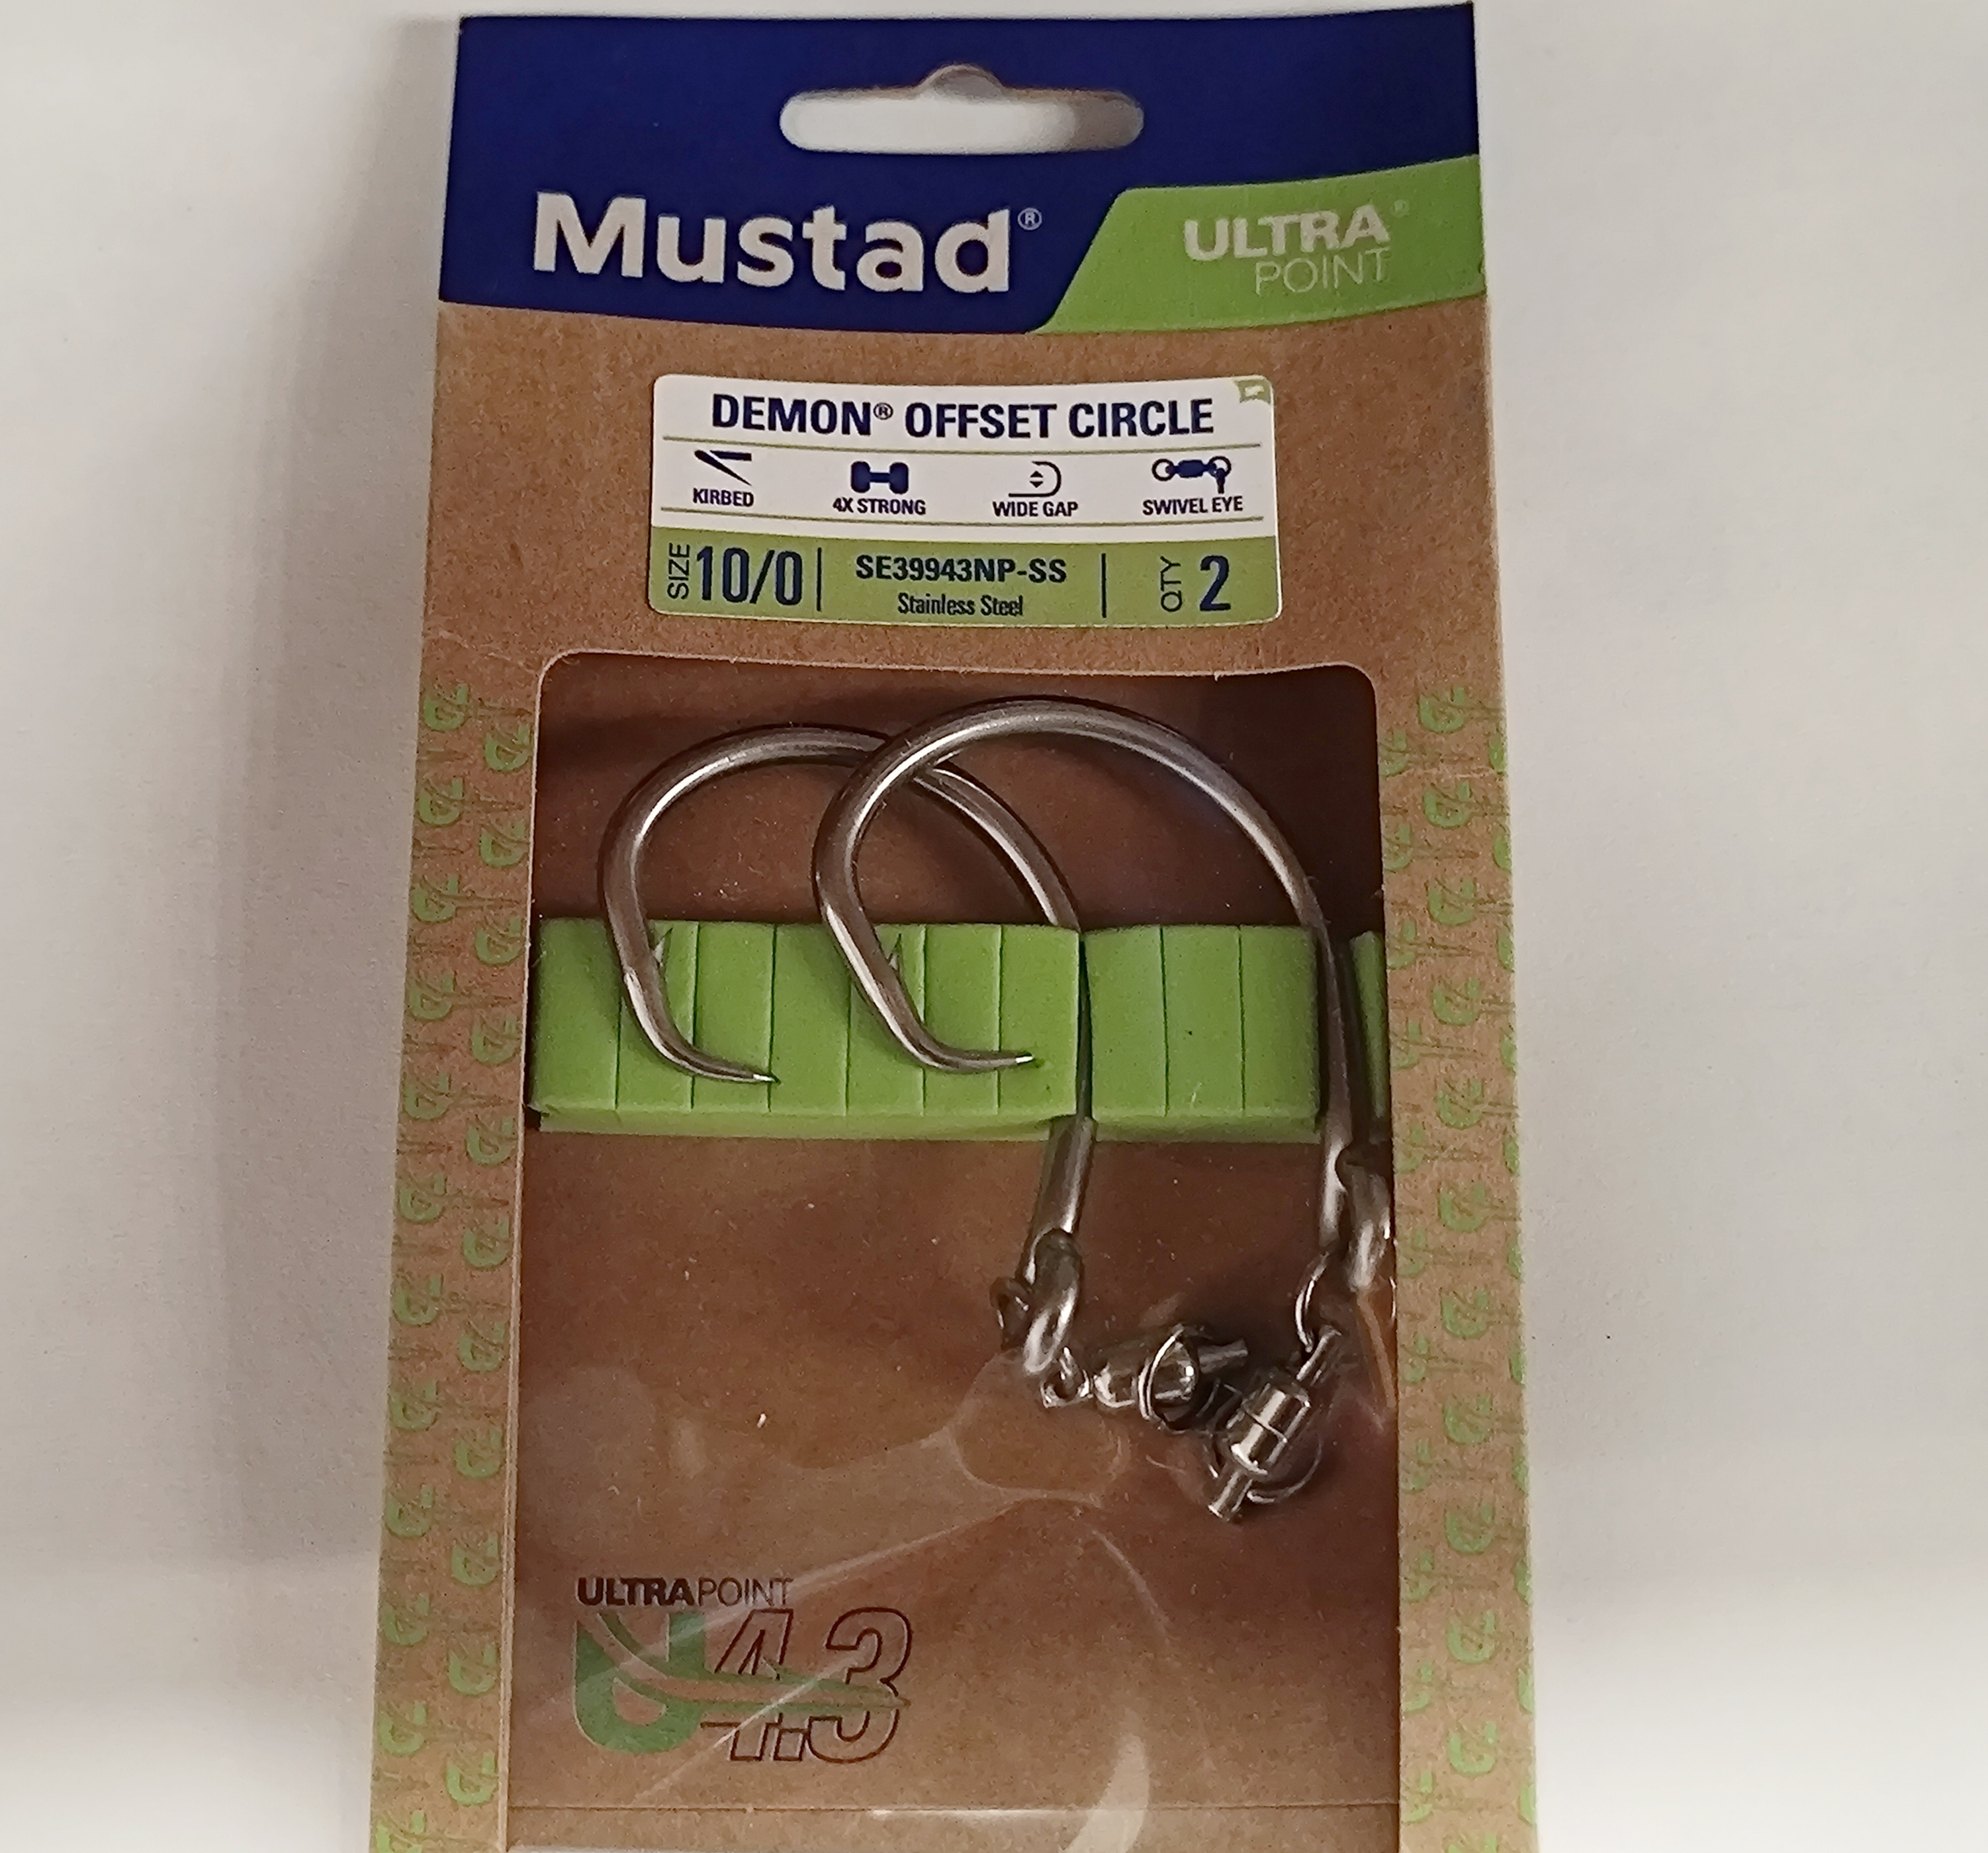 Mustad®
ULTRA®
POINT
DEMON® OFFSET CIRCLE
KIRBED
4X STRONG
WIDE GAP
SWIVEL EYE
SIZE 10/0
SE39943NP-SS
Stainless Steel
QTY 2
ULTRAPOINT
4.3